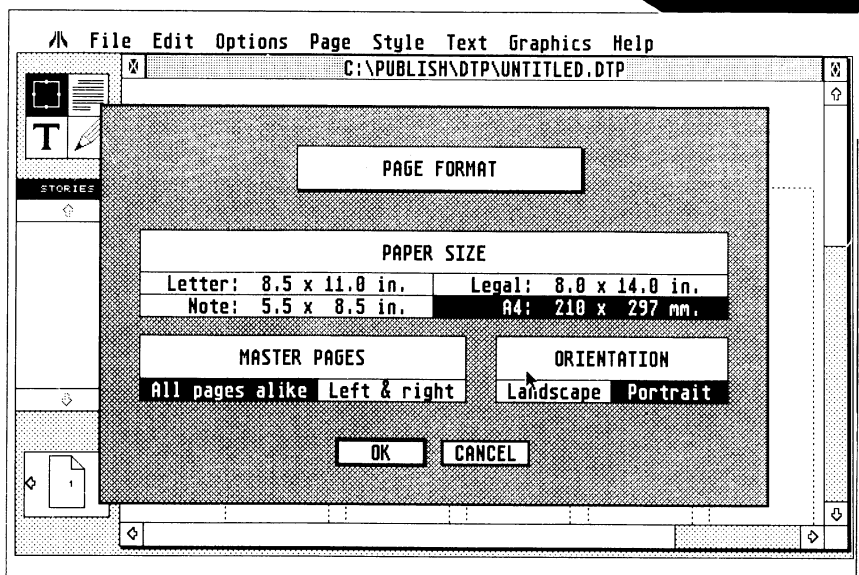 File Edit Options Page Style Text Graphics Help
C:\PUBLISH\DTP\UNTITLED.DTP
T
STORIES
PAGE FORMAT
PAPER SIZE
Letter: 8.5 x 11.0 in. Legal: 8.0 x 14.0 in.
Note: 5.5 x 8.5 in. A4: 210 x 297 mm.
MASTER PAGES ORIENTATION
All pages alike Left & right Landscape Portrait
OK CANCEL
1